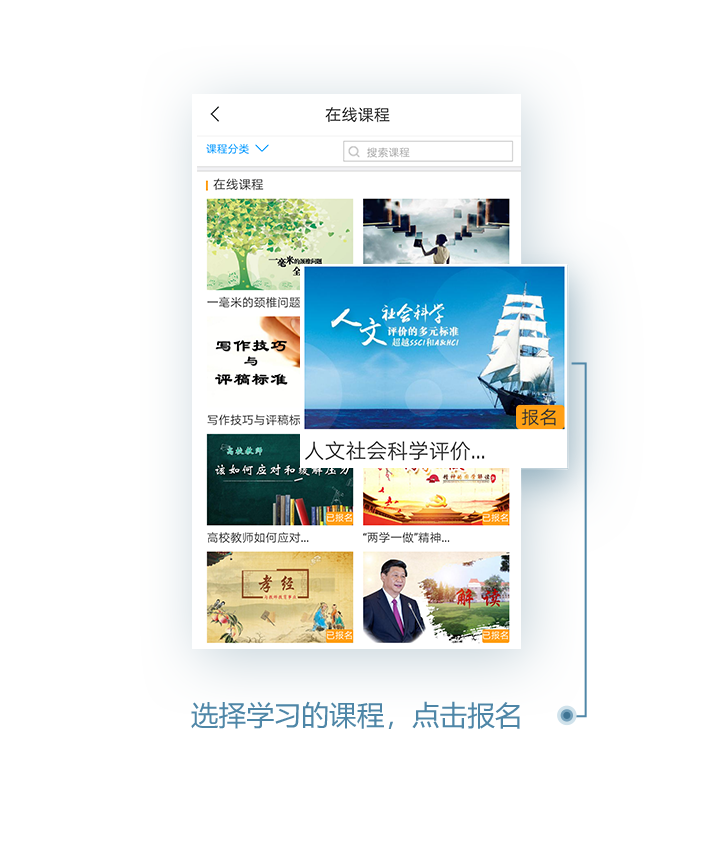 在线课程
课程分类
搜索课程
在线课程
一毫米的颈椎问题
全
一毫米的颈椎问题
人文
社会科学
评价的多元标准
超越SSCI和A&HCI
报名
人文社会科学评价...
写作技巧
与
评稿标准
写作技巧与评稿标
高校教师
该如何应对和缓解压力
已报名
高校教师如何应对...
精神的科学解读
已报名
“两学一做”精神...
孝经
已报名
解读
已报名
选择学习的课程，点击报名